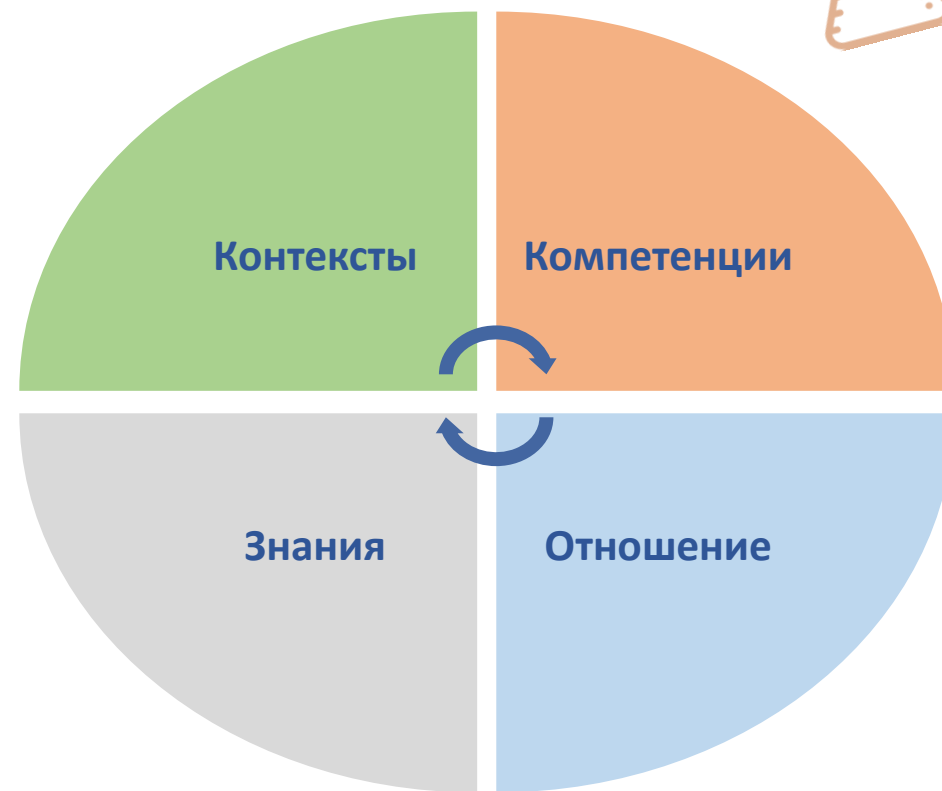 Контексты
Компетенции
Знания
Отношение